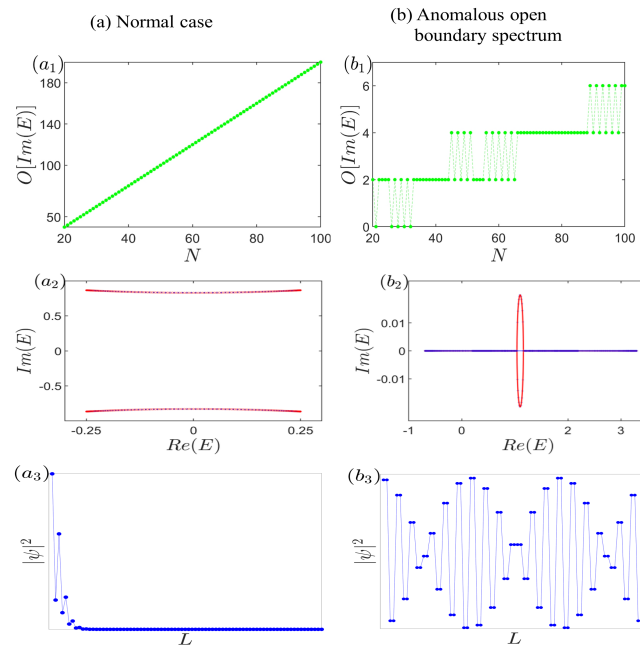 (a) Normal case
(b) Anomalous open
boundary spectrum
(a1)
O[Im(E)]
180
140
100
50
20
40
60
80
100
N
(b1)
O[Im(E)]
6
4
2
0
20
40
60
80
100
N
(a2)
Im(E)
0.5
0
-0.5
-0.25
0
0.25
Re(E)
(b2)
Im(E)
0.01
0
-0.01
-1
0
1
2
3
Re(E)
(a3)
|ψ|²
L
(b3)
|ψ|²
L